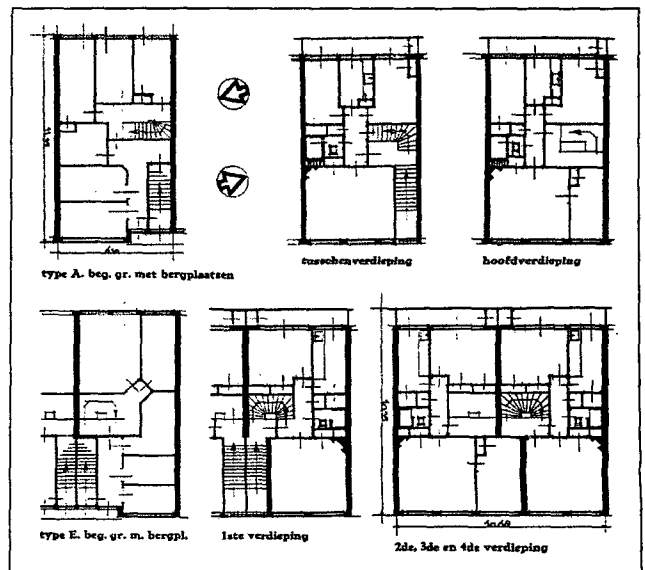 type A. beg. gr. met bergplaatsen
tusschenverdieping
hoofdverdieping
type E. beg. gr. m. bergpl.
1ste verdieping
2de, 3de en 4de verdieping